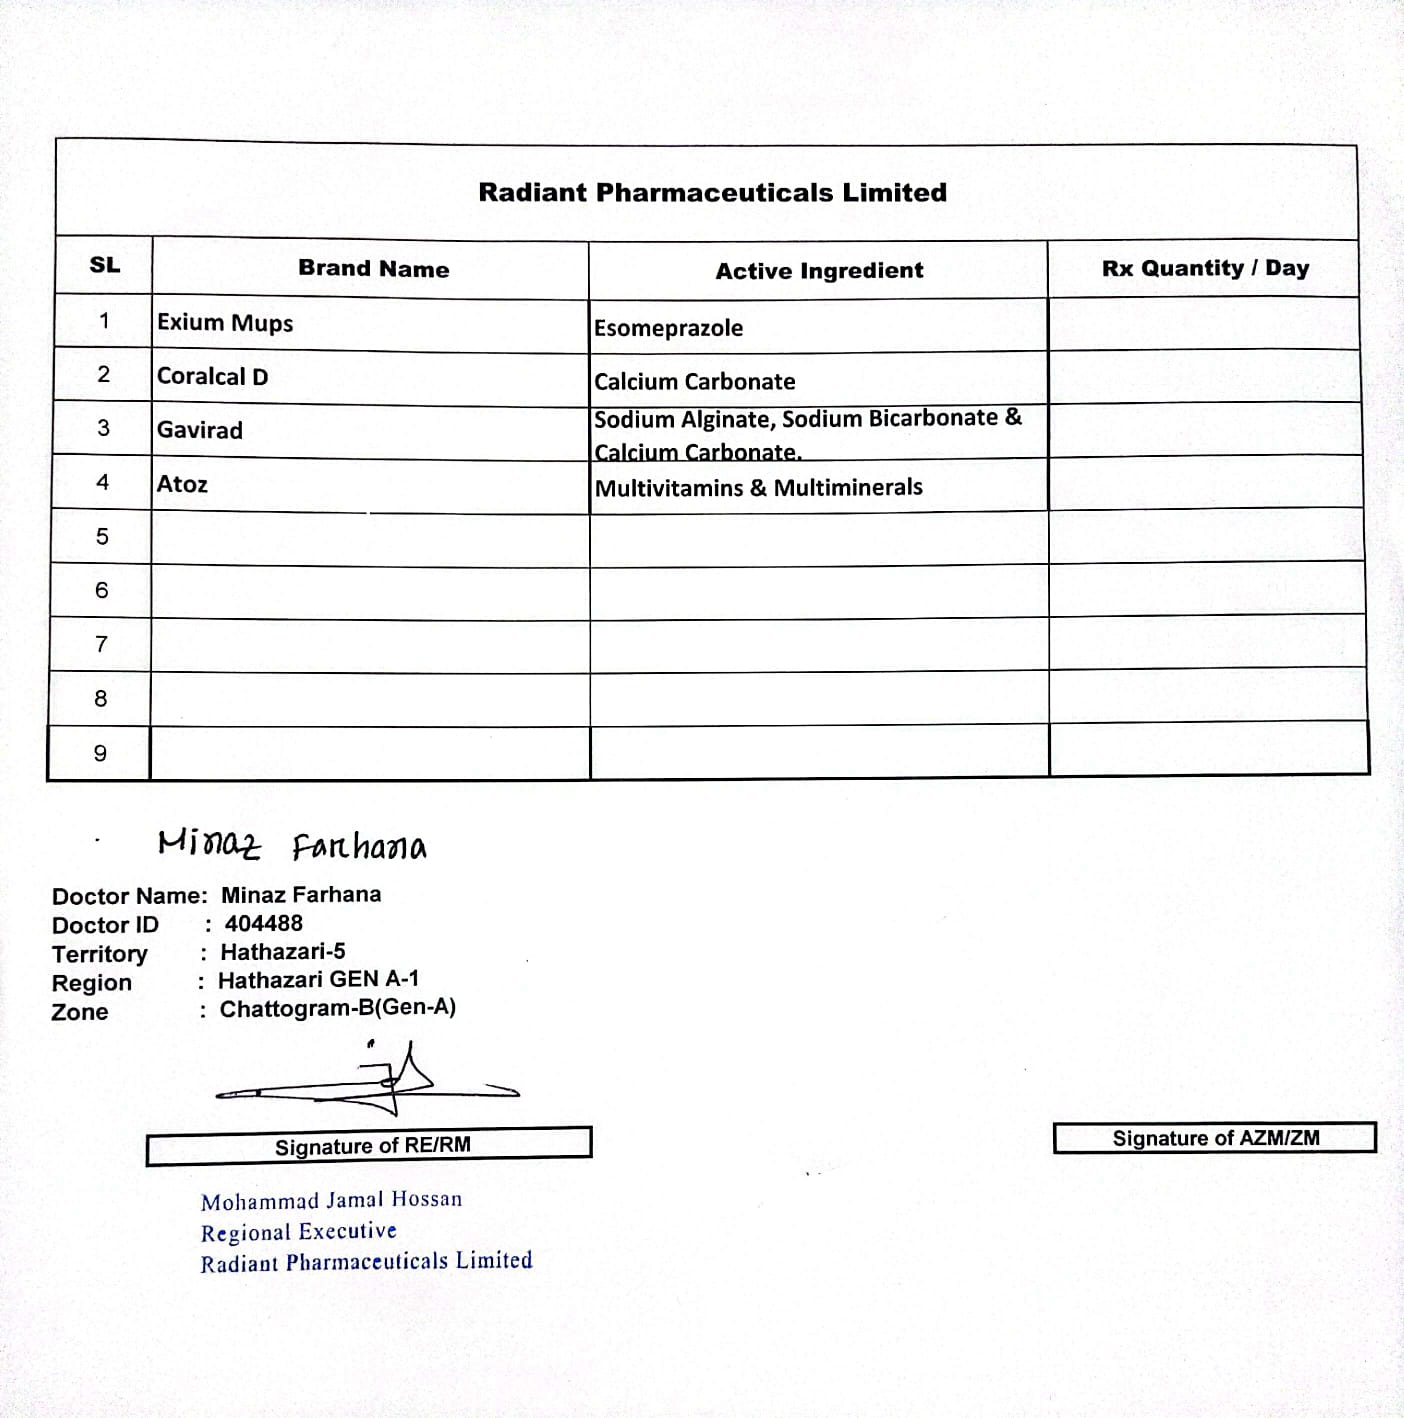 Radiant Pharmaceuticals Limited
SL Brand Name Active Ingredient Rx Quantity / Day
1 Exium Mups Esomeprazole
2 Coralcal D Calcium Carbonate
3 Gavirad Sodium Alginate, Sodium Bicarbonate &
Calcium Carbonate.
4 Atoz Multivitamins & Multiminerals
5
6
7
8
9
Minaz Farhana
Doctor Name: Minaz Farhana
Doctor ID : 404488
Territory : Hathazari-5
Region : Hathazari GEN A-1
Zone : Chattogram-B(Gen-A)
Signature of RE/RM
Signature of AZM/ZM
Mohammad Jamal Hossan
Regional Executive
Radiant Pharmaceuticals Limited